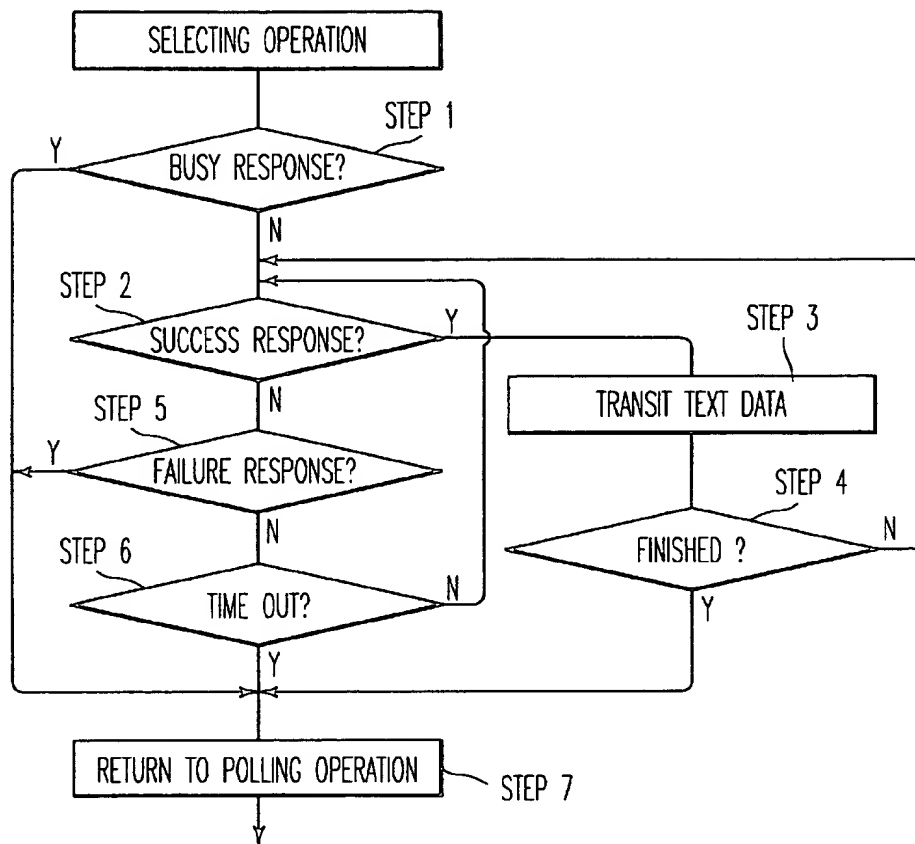 SELECTING OPERATION
STEP 1
Y
BUSY RESPONSE?
N
STEP 2
Y
SUCCESS RESPONSE?
STEP 3
TRANSIT TEXT DATA
N
STEP 5
Y
FAILURE RESPONSE?
STEP 4
N
FINISHED ?
N
STEP 6
N
TIME OUT?
Y
Y
RETURN TO POLLING OPERATION
STEP 7